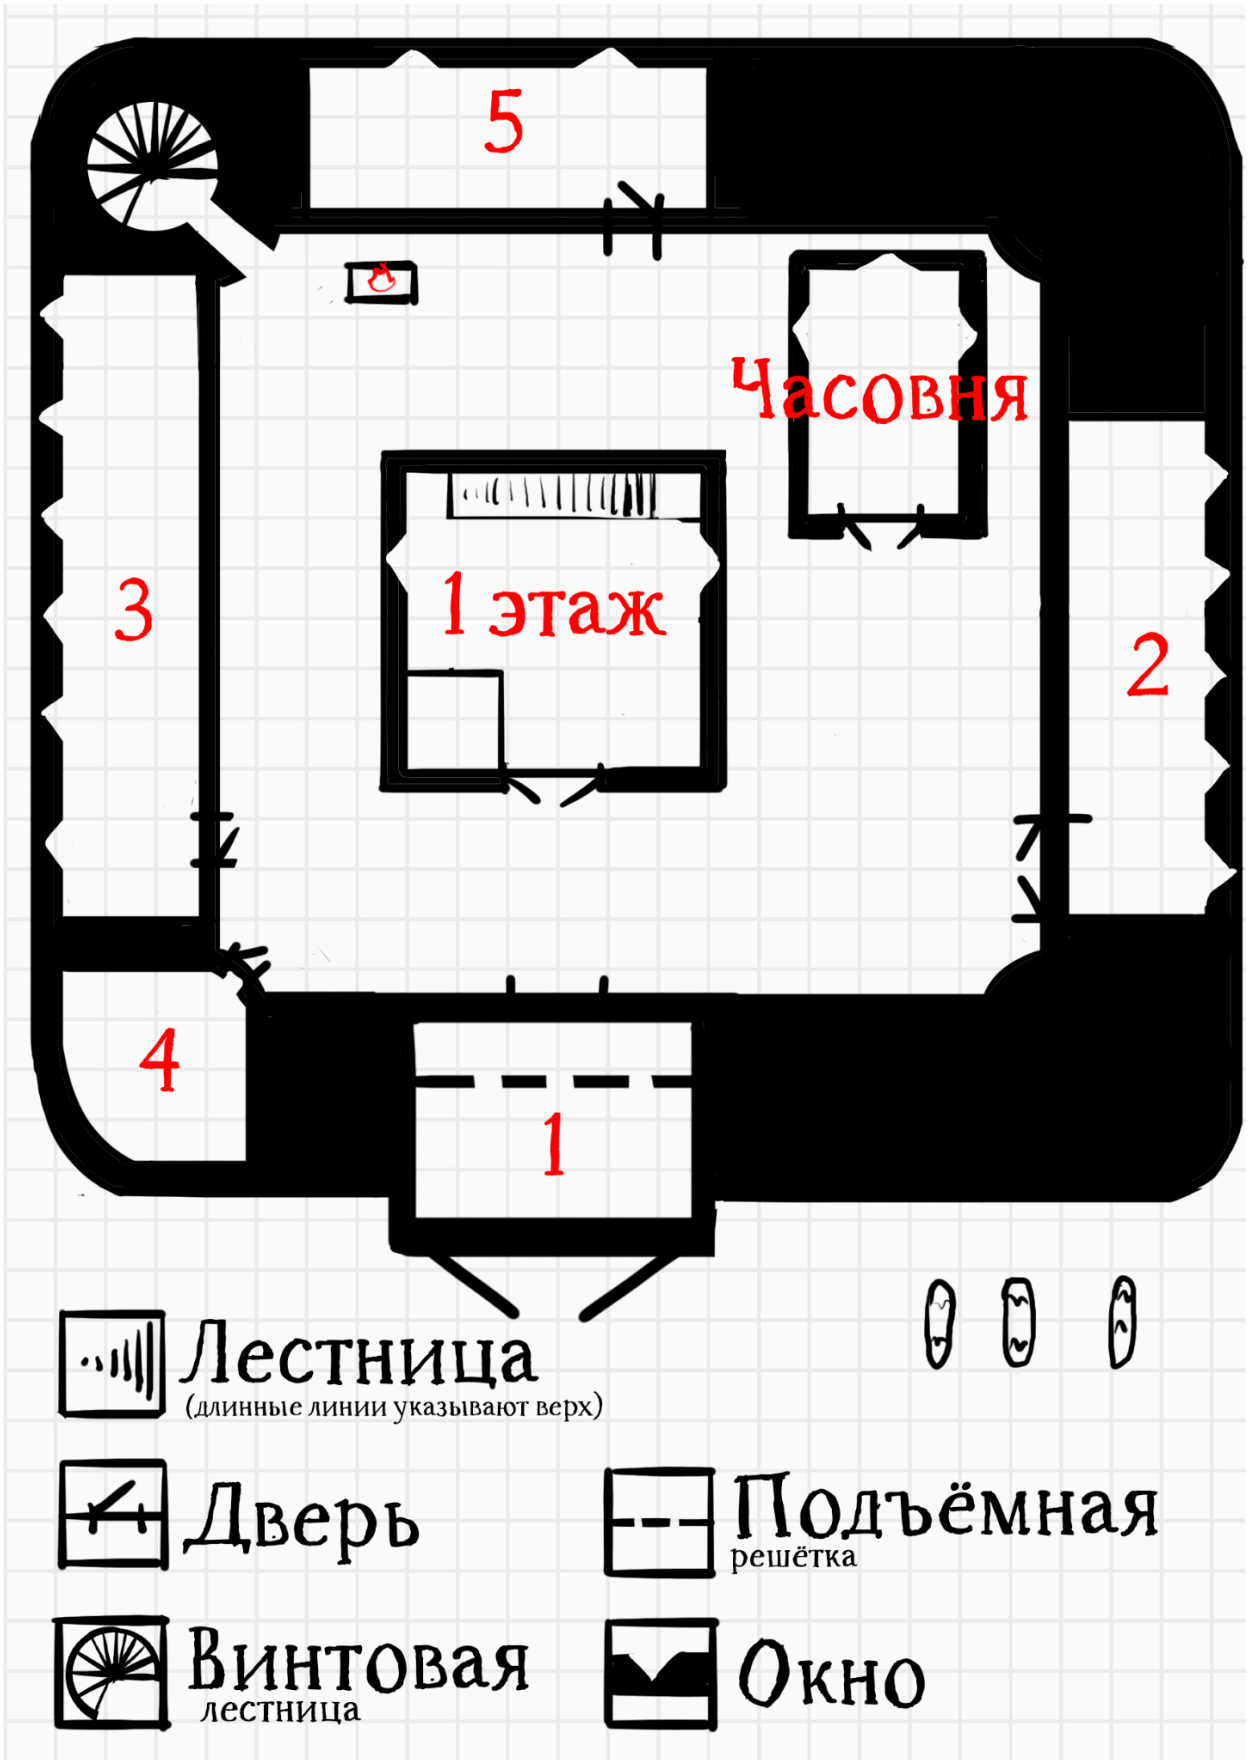 5
Часовня
3
1 этаж
2
4
1
Лестница
(длинные линии указывают верх)
Дверь
Подъёмная
решётка
Винтовая
лестница
Окно